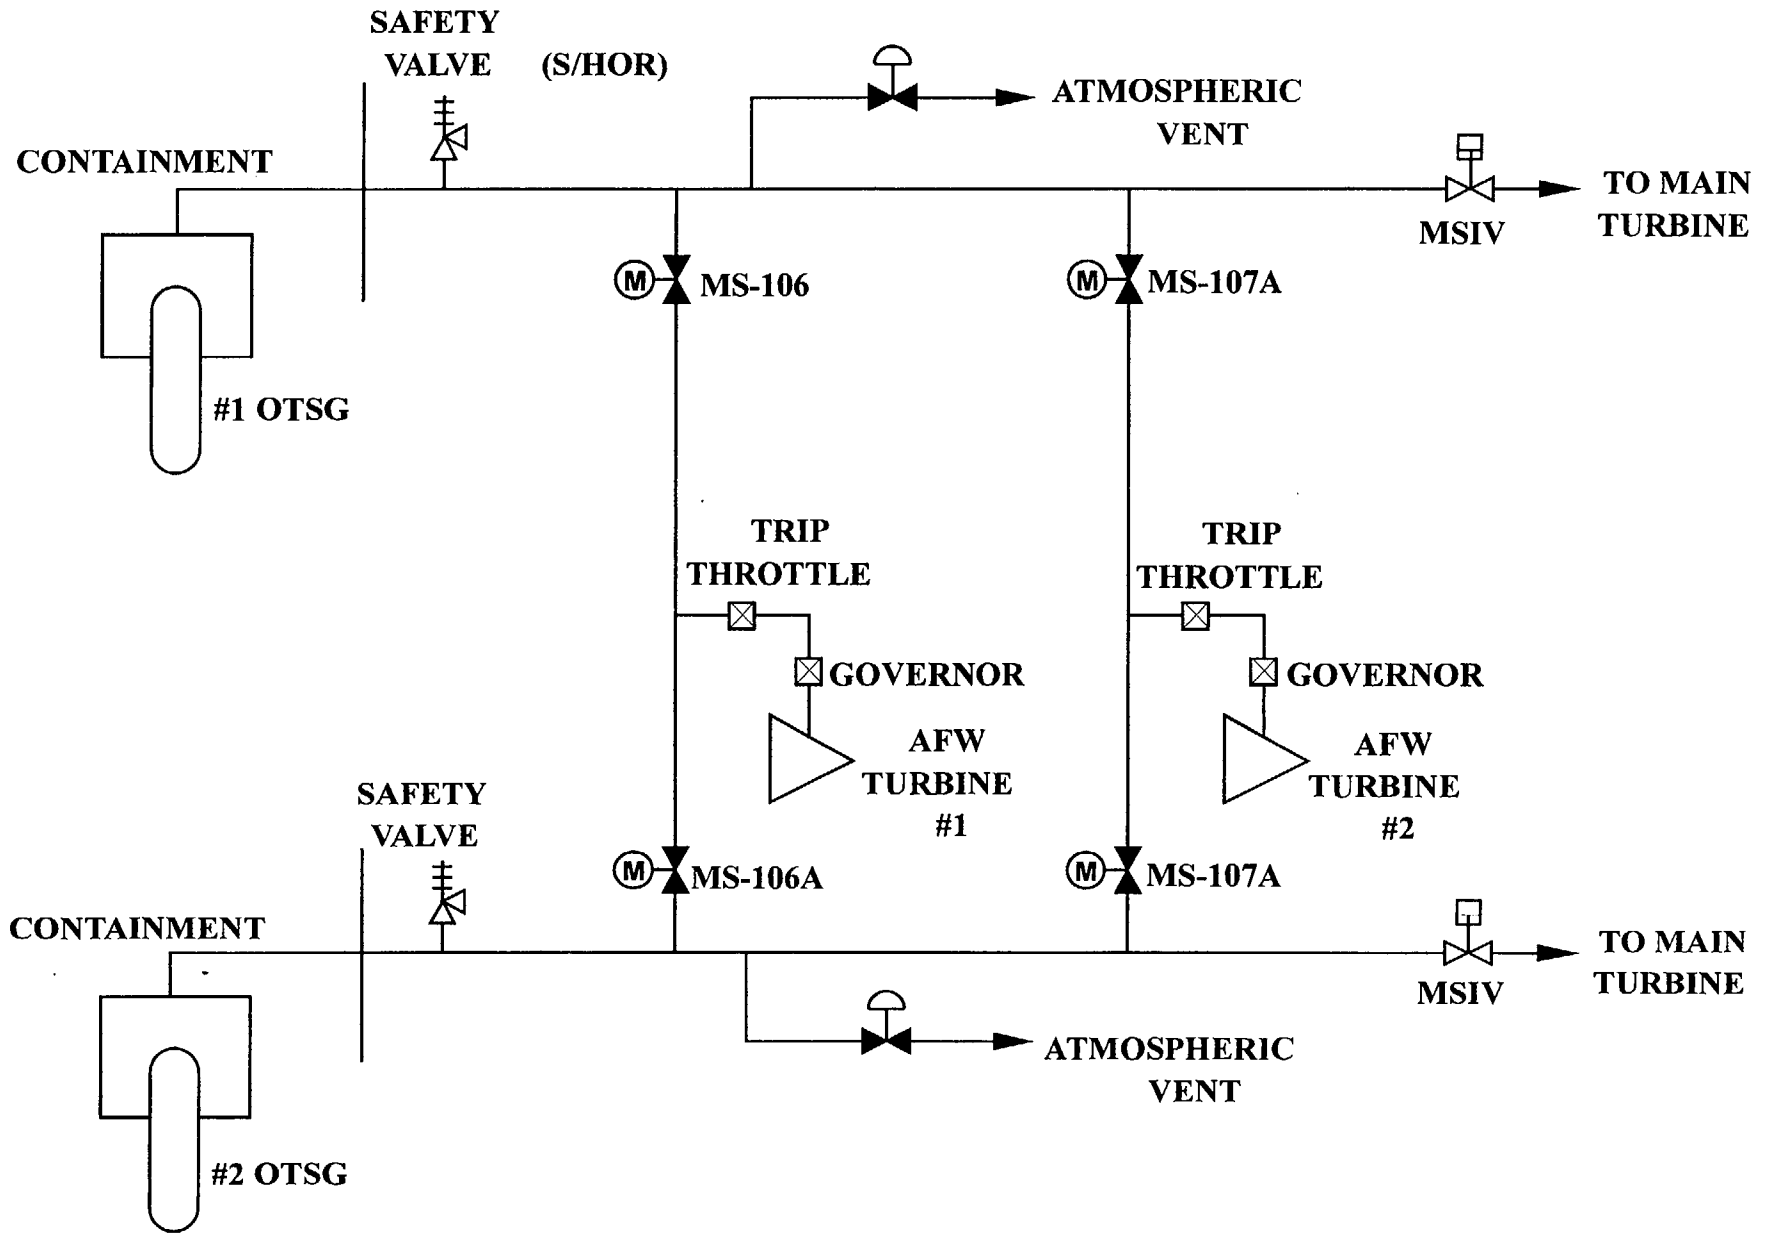 SAFETY
VALVE (S/HOR)
ATMOSPHERIC
VENT
CONTAINMENT
TO MAIN
TURBINE
MSIV
M MS-106
M MS-107A
#1 OTSG
TRIP
THROTTLE
TRIP
THROTTLE
GOVERNOR
GOVERNOR
AFW
TURBINE
#1
AFW
TURBINE
#2
SAFETY
VALVE
M MS-106A
M MS-107A
CONTAINMENT
TO MAIN
TURBINE
MSIV
ATMOSPHERIC
VENT
#2 OTSG